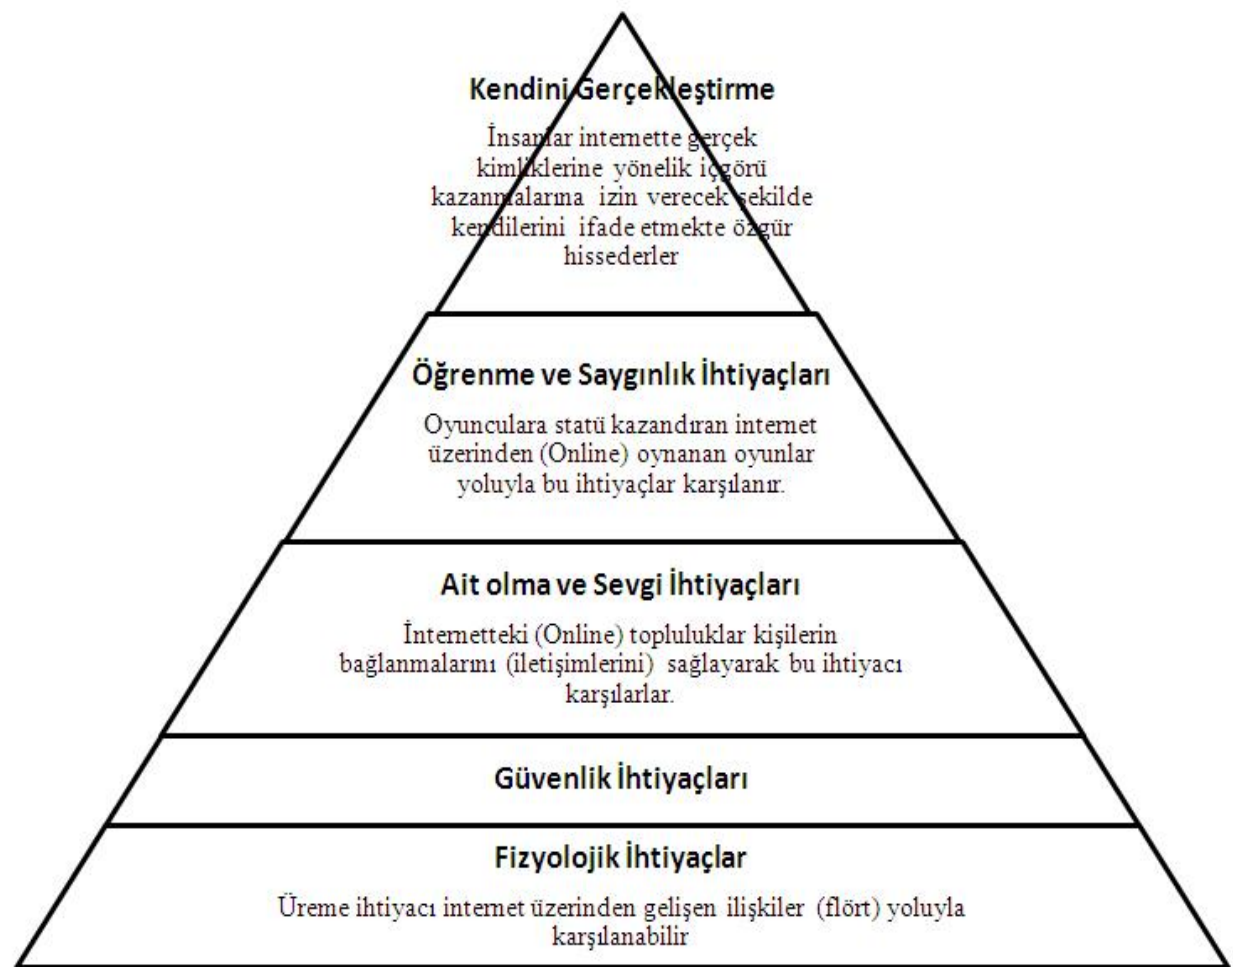 Kendini Gerçekleştirme
İnsanlar internette gerçek
kimliklerine yönelik içgörü
kazanmalarına izin verecek şekilde
kendilerini ifade etmekte özgür
hissederler
Öğrenme ve Saygınlık İhtiyaçları
Oyunculara statü kazandıran internet
üzerinden (Online) oynanan oyunlar
yoluyla bu ihtiyaçlar karşılanır.
Ait olma ve Sevgi İhtiyaçları
İnternetteki (Online) topluluklar kişilerin
bağlanmalarını (iletişimlerini) sağlayarak bu ihtiyacı
karşılarlar.
Güvenlik İhtiyaçları
Fizyolojik İhtiyaçlar
Üreme ihtiyacı internet üzerinden gelişen ilişkiler (flört) yoluyla
karşılanabilir